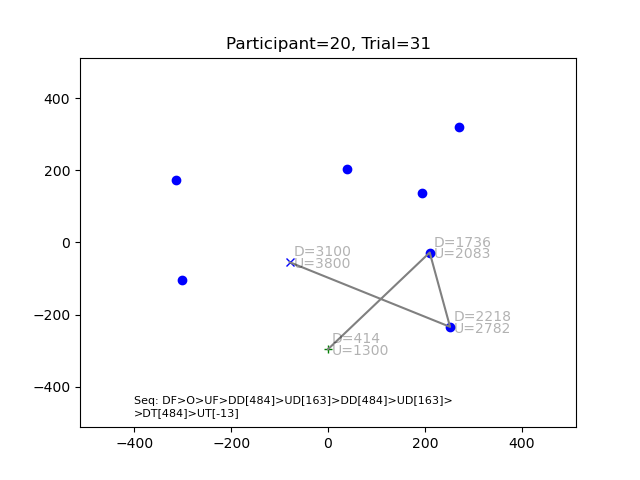 Participant=20, Trial=31
400
200
0
−200
−400
D=3100
U=3800
D=1736
U=2083
D=2218
U=2782
D=414
U=1300
Seq: DF>O>UF>DD[484]>UD[163]>DD[484]>UD[163]>
>DT[484]>UT[-13]
−400 −200 0 200 400